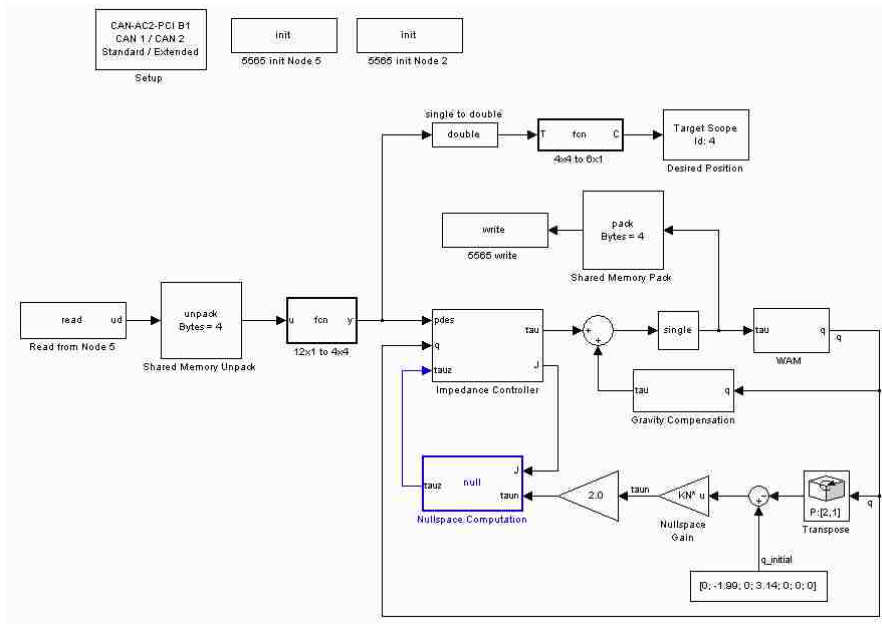 CAN-AC2-PCI B1
CAN 1 / CAN 2
Standard / Extended
Setup
init
5565 init Node 5
init
5565 init Node 2
single to double
double
T fcn C
4x4 to 6x1
Target Scope
Id: 4
Desired Position
write
5565 write
pack
Bytes = 4
Shared Memory Pack
read ud
Read from Node 5
unpack
Bytes = 4
Shared Memory Unpack
u fcn y
12x1 to 4x4
pdes
q
tauz
tau
J
Impedance Controller
+
+
single
tau q
WAM
q
tau q
Gravity Compensation
tauz
null
J
taun
Nullspace Computation
2.0
taun
KN* u
Nullspace
Gain
-
+
P:[2,1]
Transpose
q
q_initial
[0; -1.99; 0; 3.14; 0; 0; 0]